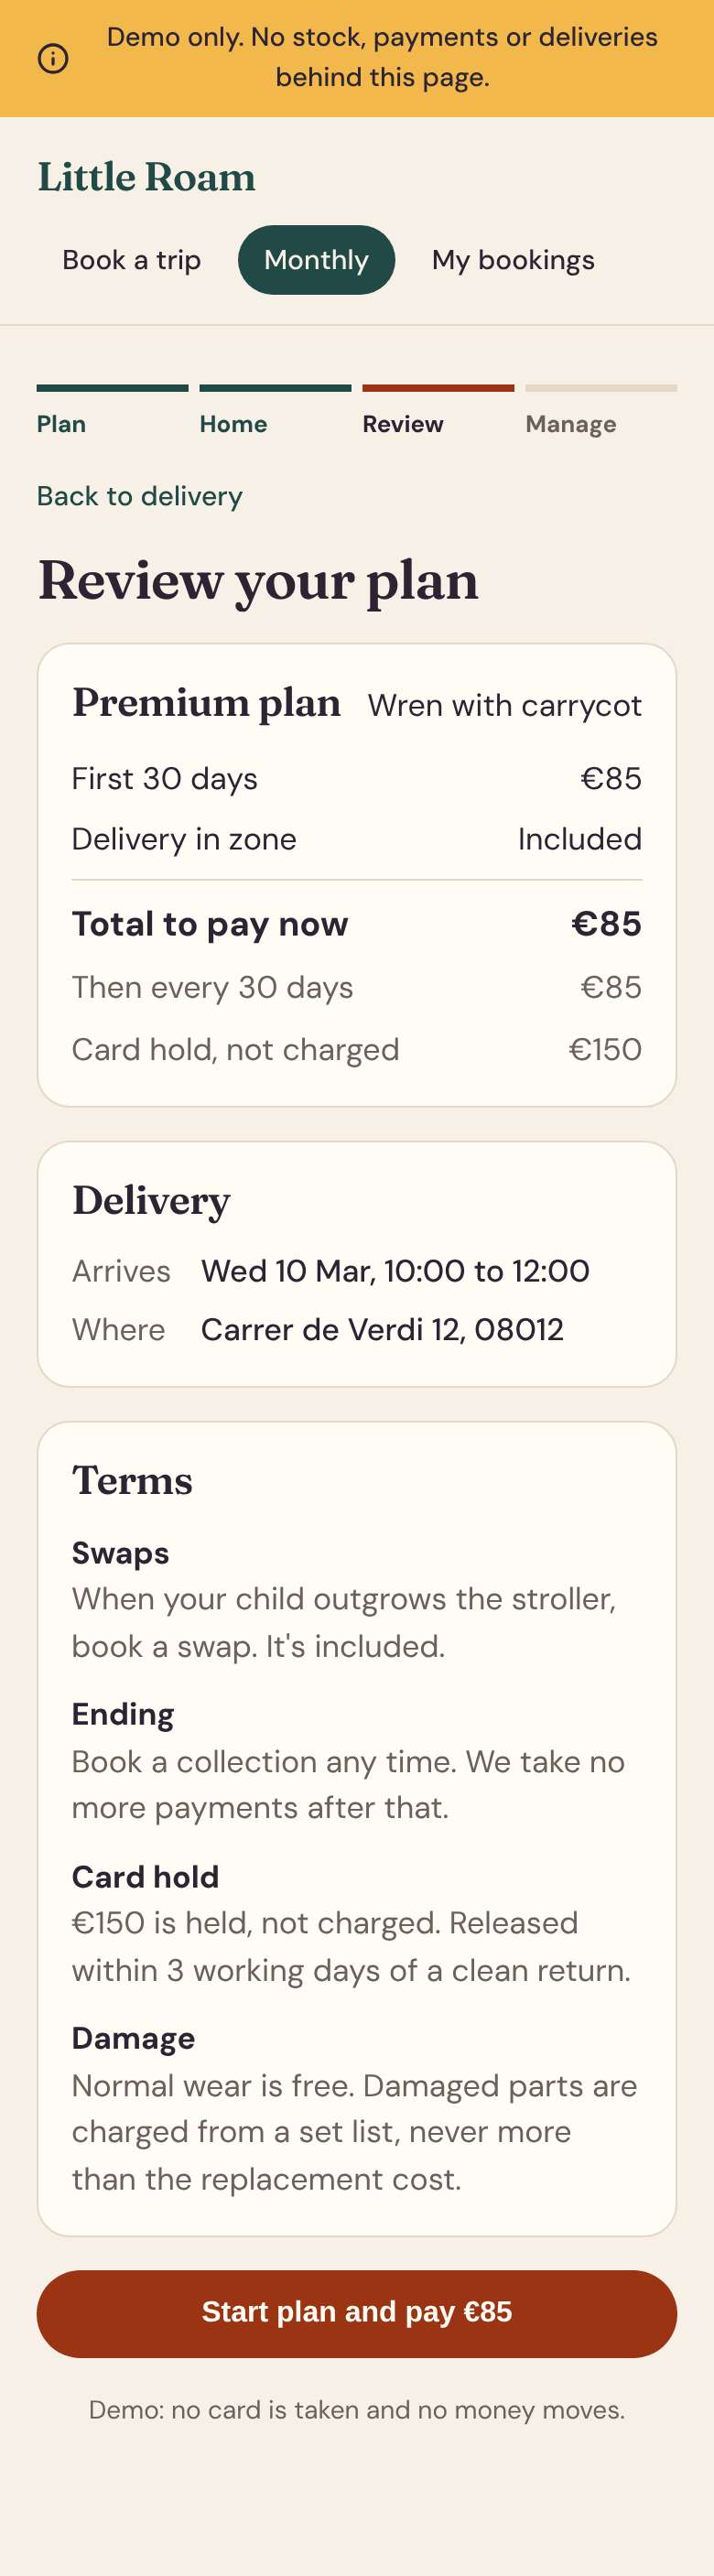 Demo only. No stock, payments or deliveries
behind this page.
Little Roam
Book a trip Monthly My bookings
Plan Home Review Manage
Back to delivery
Review your plan
Premium plan Wren with carrycot
First 30 days €85
Delivery in zone Included
Total to pay now €85
Then every 30 days €85
Card hold, not charged €150
Delivery
Arrives Wed 10 Mar, 10:00 to 12:00
Where Carrer de Verdi 12, 08012
Terms
Swaps
When your child outgrows the stroller,
book a swap. It's included.
Ending
Book a collection any time. We take no
more payments after that.
Card hold
€150 is held, not charged. Released
within 3 working days of a clean return.
Damage
Normal wear is free. Damaged parts are
charged from a set list, never more
than the replacement cost.
Start plan and pay €85
Demo: no card is taken and no money moves.